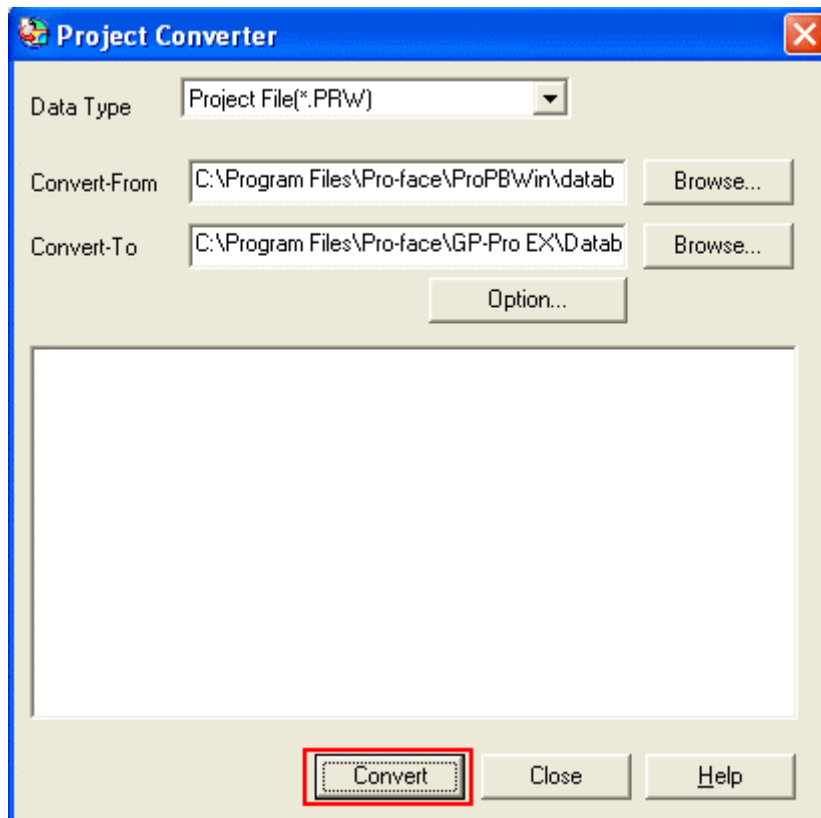 Project Converter
Data Type Project File(*.PRW)
Convert-From C:\Program Files\Pro-face\ProPBWin\datab Browse...
Convert-To C:\Program Files\Pro-face\GP-Pro EX\Datab Browse...
Option...
Convert Close Help